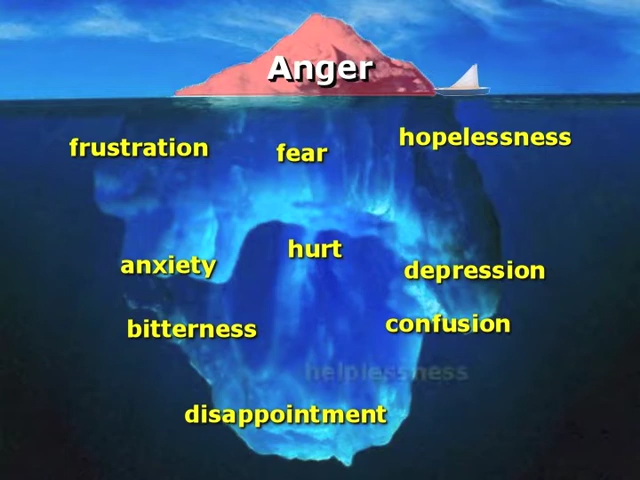 Anger
frustration
fear
hopelessness
hurt
anxiety
depression
bitterness
confusion
helplessness
disappointment